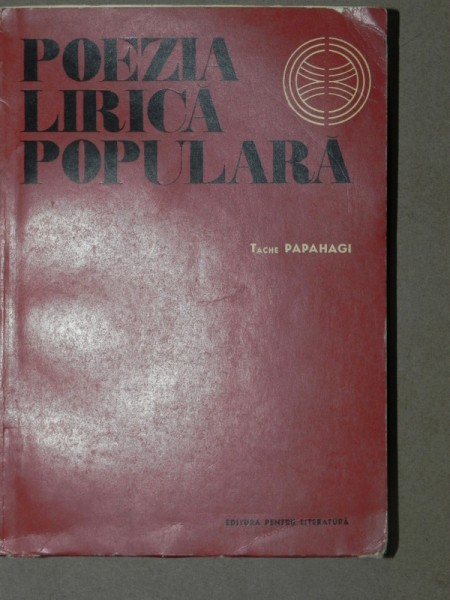 POEZIA
LIRICĂ
POPULARĂ
TACHE PAPAHAGI
EDITURA PENTRU LITERATURĂ